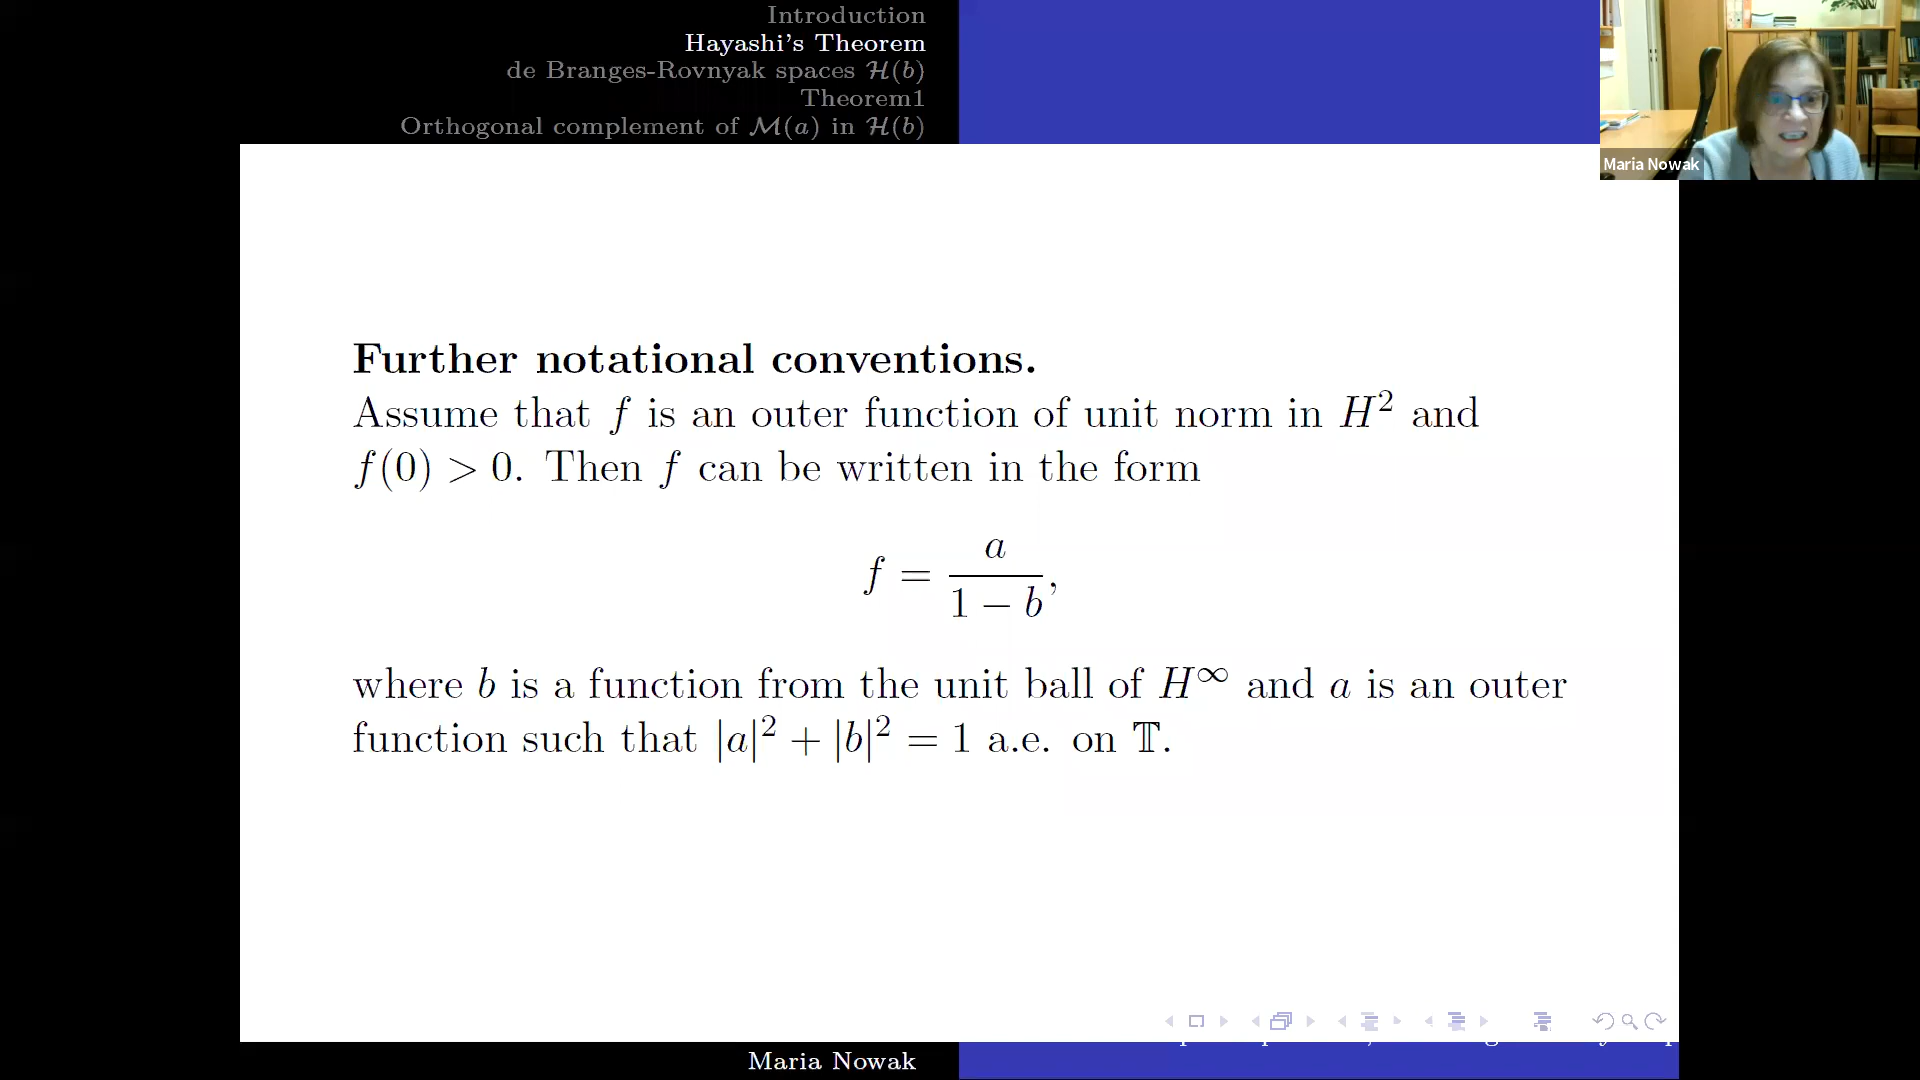 Introduction
Hayashi's Theorem
de Branges-Rovnyak spaces ℋ(b)
Theorem1
Orthogonal complement of ℳ(a) in ℋ(b)
Maria Nowak
Further notational conventions.
Assume that f is an outer function of unit norm in H² and
f(0) > 0. Then f can be written in the form
f = a / (1 − b),
where b is a function from the unit ball of H^∞ and a is an outer
function such that |a|² + |b|² = 1 a.e. on 𝕋.
Maria Nowak